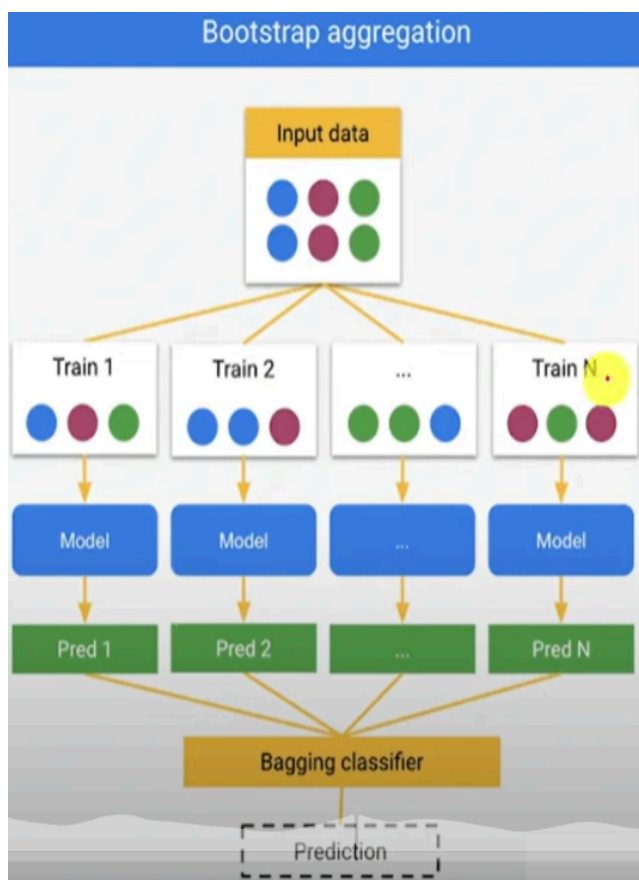 Bootstrap aggregation
Input data
Train 1
Train 2
...
Train N
Model
Model
...
Model
Pred 1
Pred 2
...
Pred N
Bagging classifier
Prediction